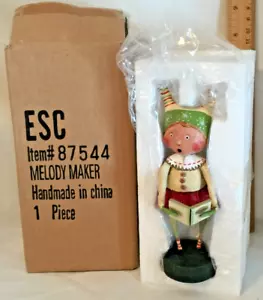 ESC
Item# 87544
MELODY MAKER
Handmade in china
1 Piece